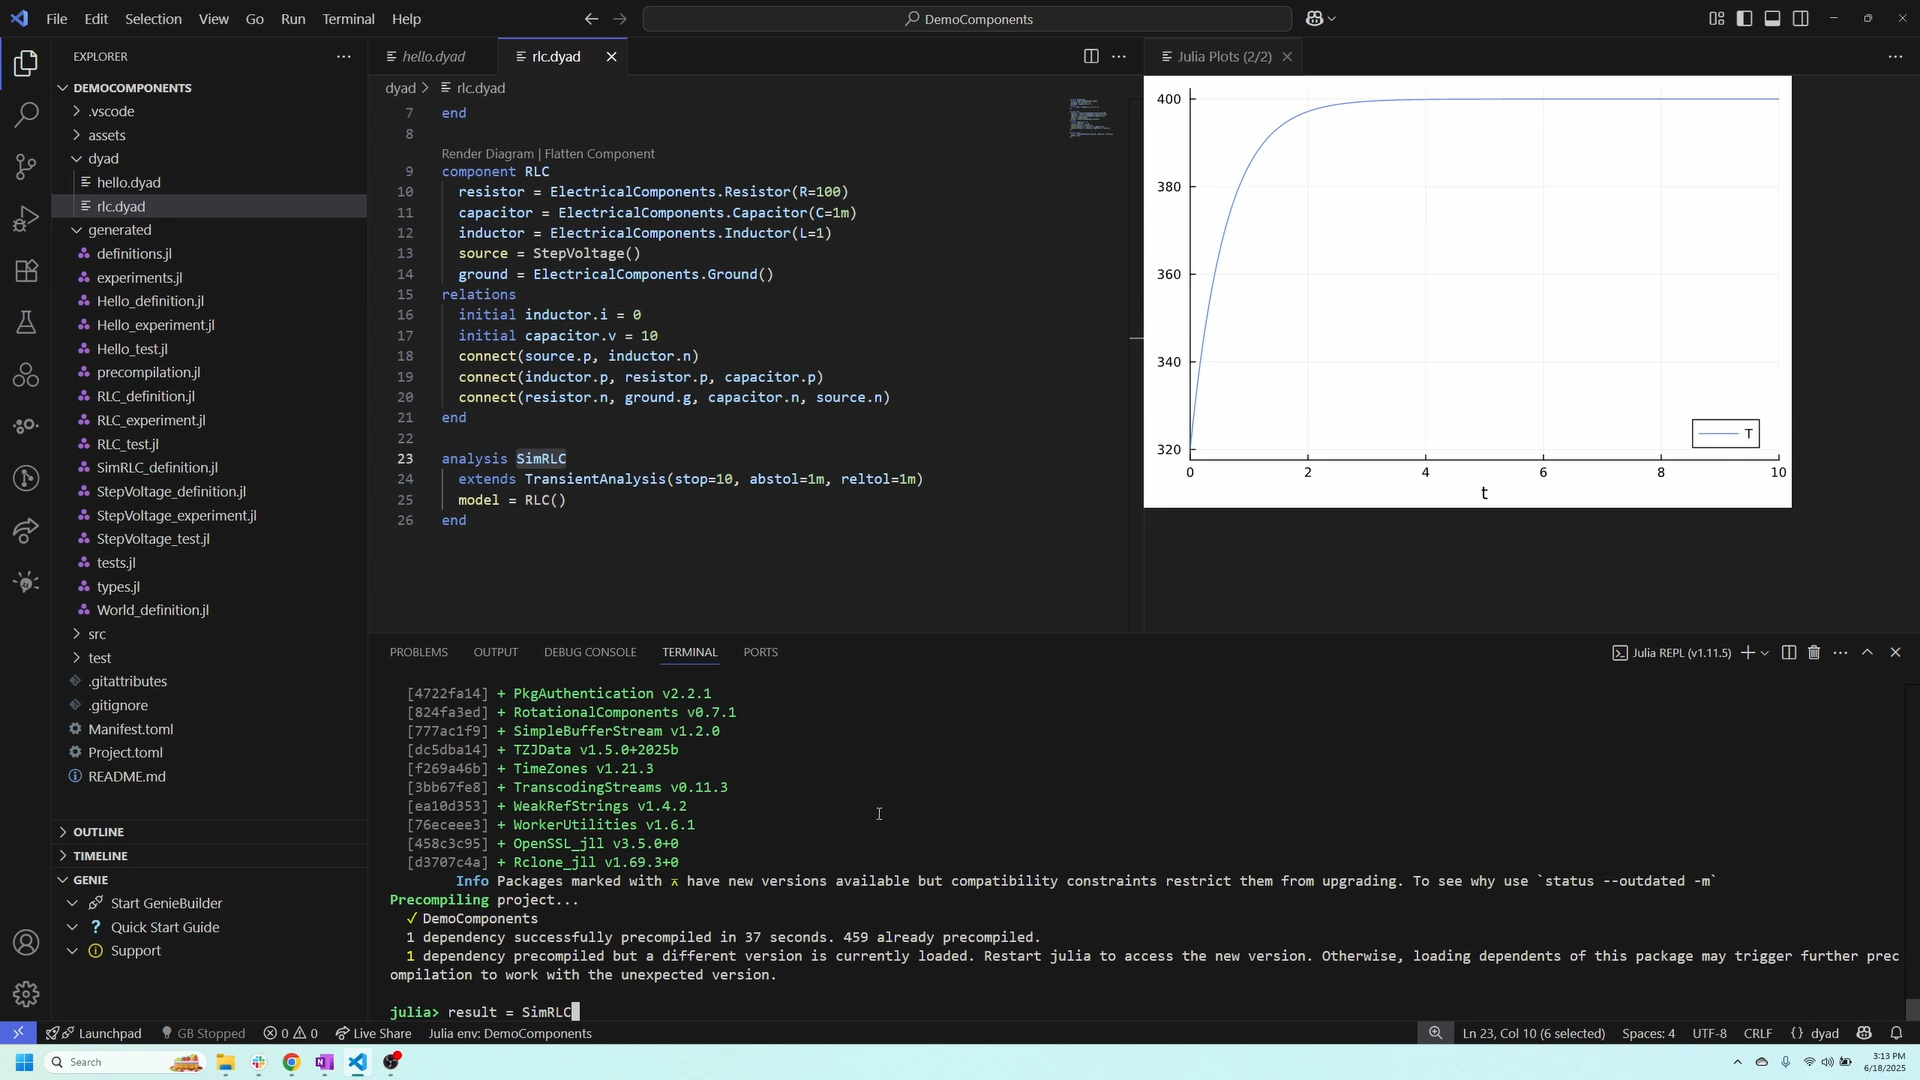 File Edit Selection View Go Run Terminal Help
DemoComponents
EXPLORER
DEMOCOMPONENTS
.vscode
assets
dyad
hello.dyad
rlc.dyad
generated
definitions.jl
experiments.jl
Hello_definition.jl
Hello_experiment.jl
Hello_test.jl
precompilation.jl
RLC_definition.jl
RLC_experiment.jl
RLC_test.jl
SimRLC_definition.jl
StepVoltage_definition.jl
StepVoltage_experiment.jl
StepVoltage_test.jl
tests.jl
types.jl
World_definition.jl
src
test
.gitattributes
.gitignore
Manifest.toml
Project.toml
README.md
OUTLINE
TIMELINE
GENIE
Start GenieBuilder
Quick Start Guide
Support
hello.dyad rlc.dyad
dyad > rlc.dyad
7 end
8
Render Diagram | Flatten Component
9 component RLC
10 resistor = ElectricalComponents.Resistor(R=100)
11 capacitor = ElectricalComponents.Capacitor(C=1m)
12 inductor = ElectricalComponents.Inductor(L=1)
13 source = StepVoltage()
14 ground = ElectricalComponents.Ground()
15 relations
16 initial inductor.i = 0
17 initial capacitor.v = 10
18 connect(source.p, inductor.n)
19 connect(inductor.p, resistor.p, capacitor.p)
20 connect(resistor.n, ground.g, capacitor.n, source.n)
21 end
22
23 analysis SimRLC
24 extends TransientAnalysis(stop=10, abstol=1m, reltol=1m)
25 model = RLC()
26 end
Julia Plots (2/2)
400
380
360
340
320
T
0 2 4 6 8 10
t
PROBLEMS OUTPUT DEBUG CONSOLE TERMINAL PORTS
Julia REPL (v1.11.5)
[4722fa14] + PkgAuthentication v2.2.1
[824fa3ed] + RotationalComponents v0.7.1
[777ac1f9] + SimpleBufferStream v1.2.0
[dc5dba14] + TZJData v1.5.0+2025b
[f269a46b] + TimeZones v1.21.3
[3bb67fe8] + TranscodingStreams v0.11.3
[ea10d353] + WeakRefStrings v1.4.2
[76eceee3] + WorkerUtilities v1.6.1
[458c3c95] + OpenSSL_jll v3.5.0+0
[d3707c4a] + Rclone_jll v1.69.3+0
Info Packages marked with ⌅ have new versions available but compatibility constraints restrict them from upgrading. To see why use `status --outdated -m`
Precompiling project...
✓ DemoComponents
1 dependency successfully precompiled in 37 seconds. 459 already precompiled.
1 dependency precompiled but a different version is currently loaded. Restart julia to access the new version. Otherwise, loading dependents of this package may trigger further prec
ompilation to work with the unexpected version.
julia> result = SimRLC
Launchpad GB Stopped 0 0 Live Share Julia env: DemoComponents
Ln 23, Col 10 (6 selected) Spaces: 4 UTF-8 CRLF {} dyad
Search
3:13 PM
6/18/2025